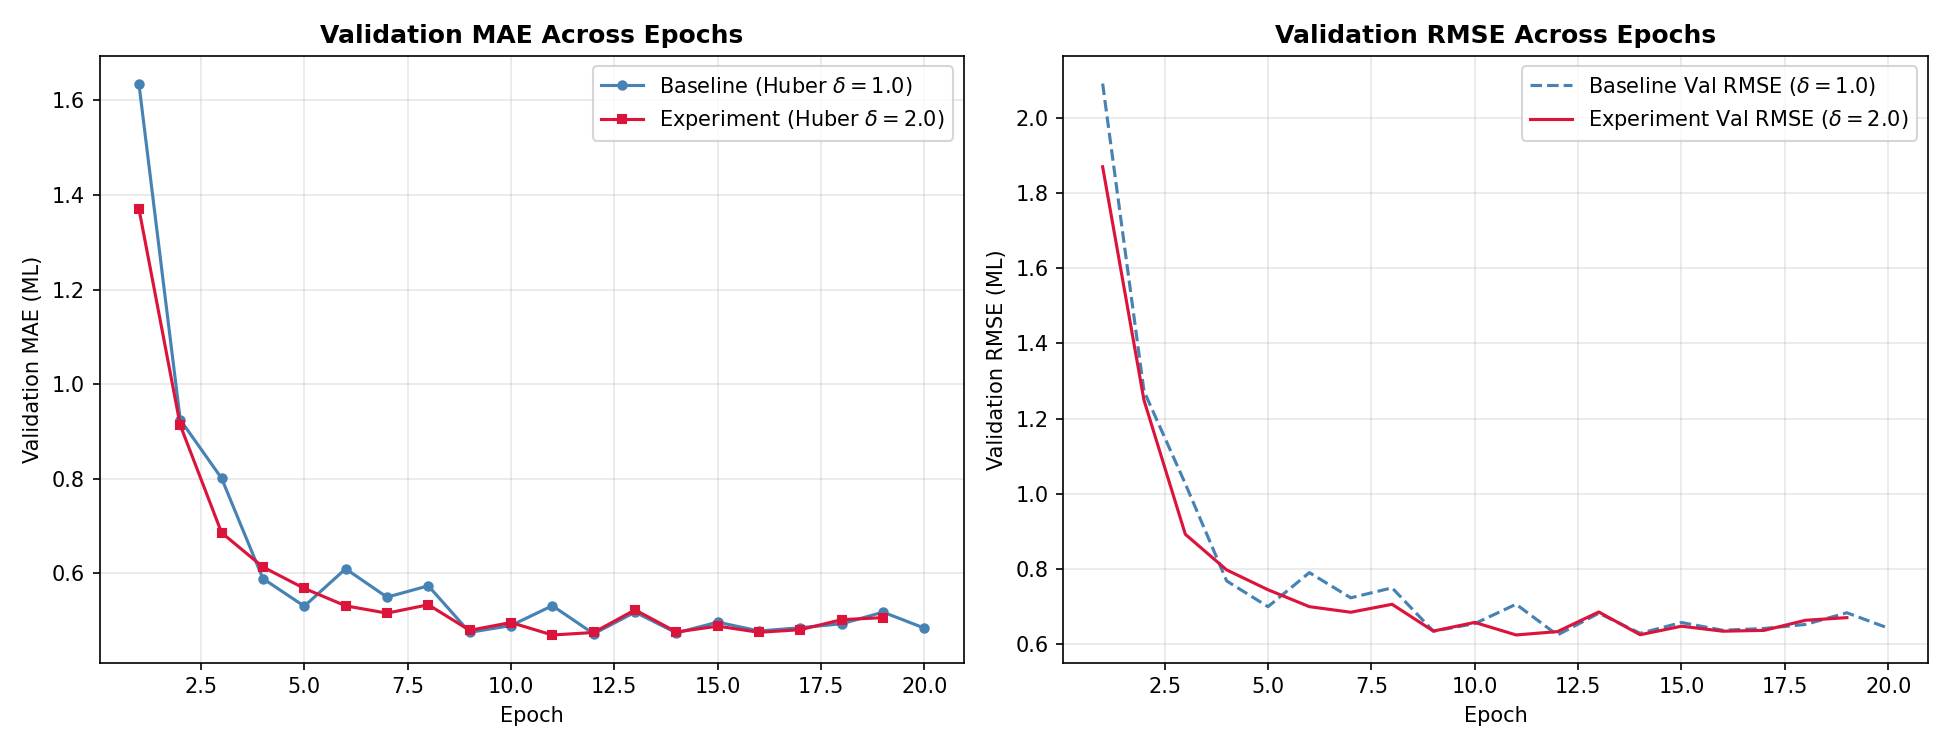 Validation MAE Across Epochs
Baseline (Huber δ = 1.0)
Experiment (Huber δ = 2.0)
Validation MAE (ML)
1.6
1.4
1.2
1.0
0.8
0.6
2.5 5.0 7.5 10.0 12.5 15.0 17.5 20.0
Epoch
Validation RMSE Across Epochs
Baseline Val RMSE (δ = 1.0)
Experiment Val RMSE (δ = 2.0)
Validation RMSE (ML)
2.0
1.8
1.6
1.4
1.2
1.0
0.8
0.6
2.5 5.0 7.5 10.0 12.5 15.0 17.5 20.0
Epoch